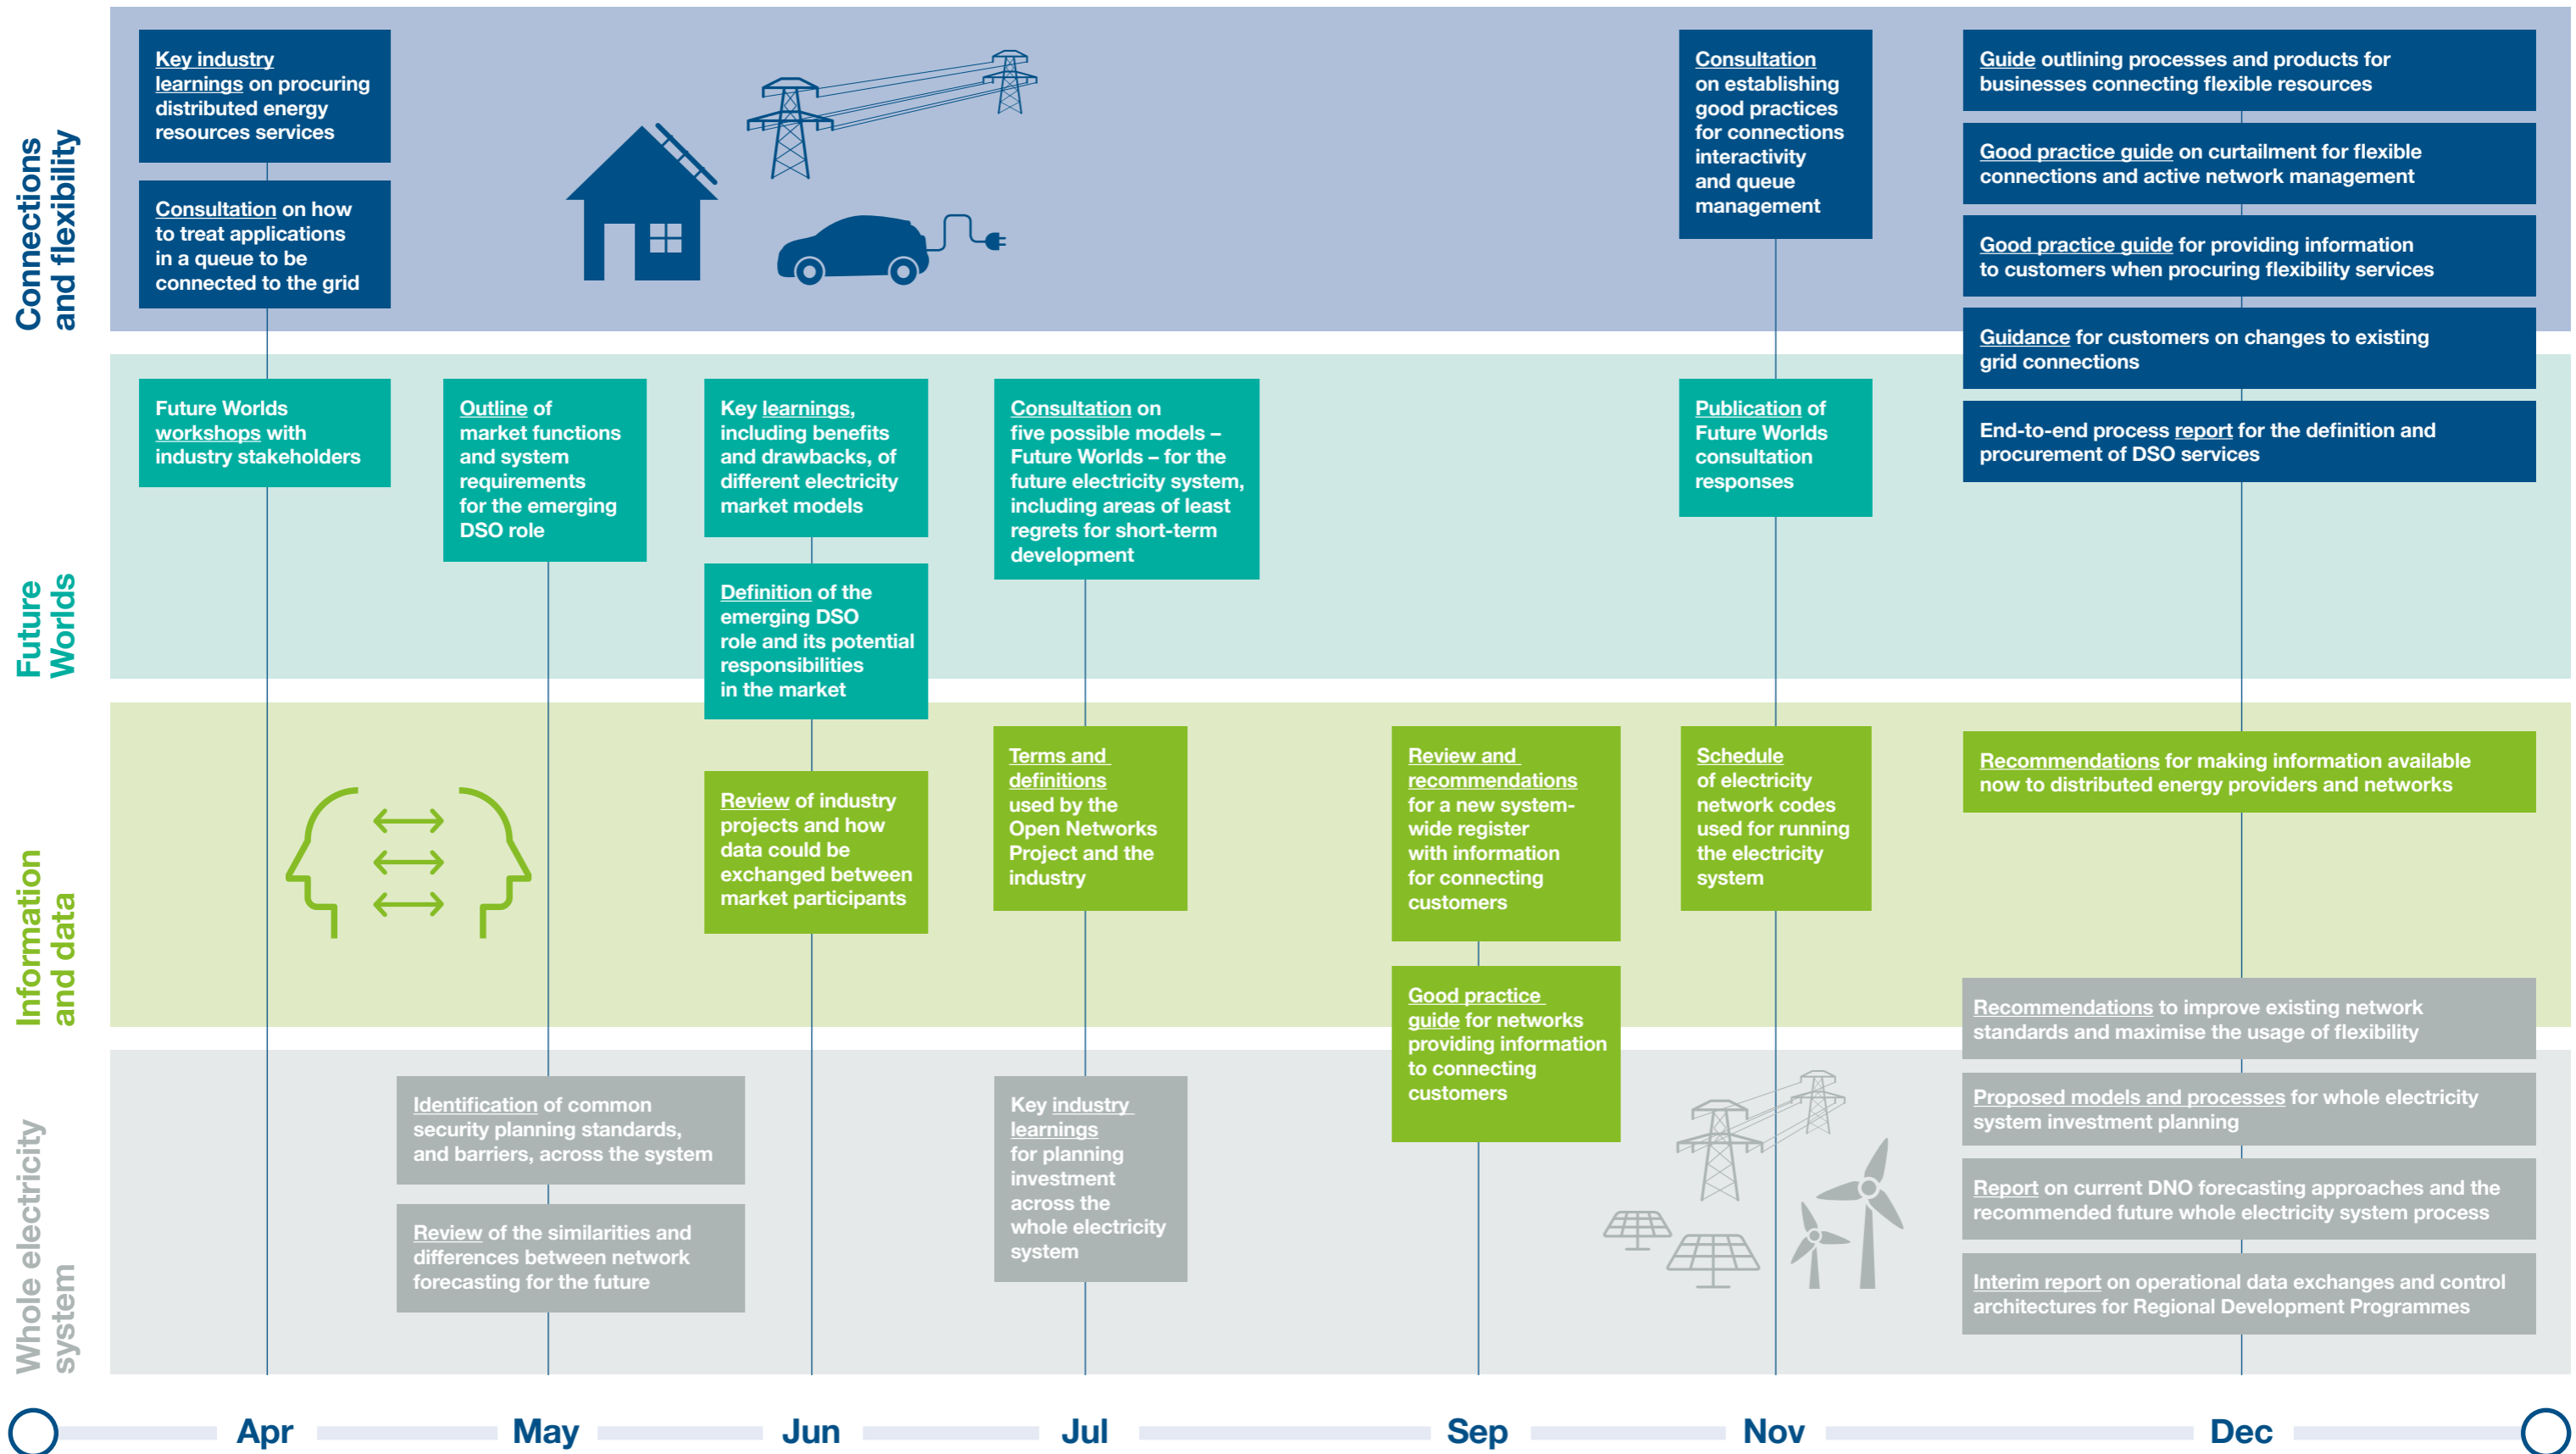 Connections
and flexibility
Key industry
learnings on procuring
distributed energy
resources services
Consultation on how
to treat applications
in a queue to be
connected to the grid
Consultation
on establishing
good practices
for connections
interactivity
and queue
management
Guide outlining processes and products for
businesses connecting flexible resources
Good practice guide on curtailment for flexible
connections and active network management
Good practice guide for providing information
to customers when procuring flexibility services
Guidance for customers on changes to existing
grid connections
End-to-end process report for the definition and
procurement of DSO services
Future
Worlds
Future Worlds
workshops with
industry stakeholders
Outline of
market functions
and system
requirements
for the emerging
DSO role
Key learnings,
including benefits
and drawbacks, of
different electricity
market models
Definition of the
emerging DSO
role and its potential
responsibilities
in the market
Consultation on
five possible models –
Future Worlds – for the
future electricity system,
including areas of least
regrets for short-term
development
Publication of
Future Worlds
consultation
responses
Information
and data
Review of industry
projects and how
data could be
exchanged between
market participants
Terms and
definitions
used by the
Open Networks
Project and the
industry
Review and
recommendations
for a new system-
wide register
with information
for connecting
customers
Good practice
guide for networks
providing information
to connecting
customers
Schedule
of electricity
network codes
used for running
the electricity
system
Recommendations for making information available
now to distributed energy providers and networks
Whole electricity
system
Identification of common
security planning standards,
and barriers, across the system
Review of the similarities and
differences between network
forecasting for the future
Key industry
learnings
for planning
investment
across the
whole electricity
system
Recommendations to improve existing network
standards and maximise the usage of flexibility
Proposed models and processes for whole electricity
system investment planning
Report on current DNO forecasting approaches and the
recommended future whole electricity system process
Interim report on operational data exchanges and control
architectures for Regional Development Programmes
Apr May Jun Jul Sep Nov Dec